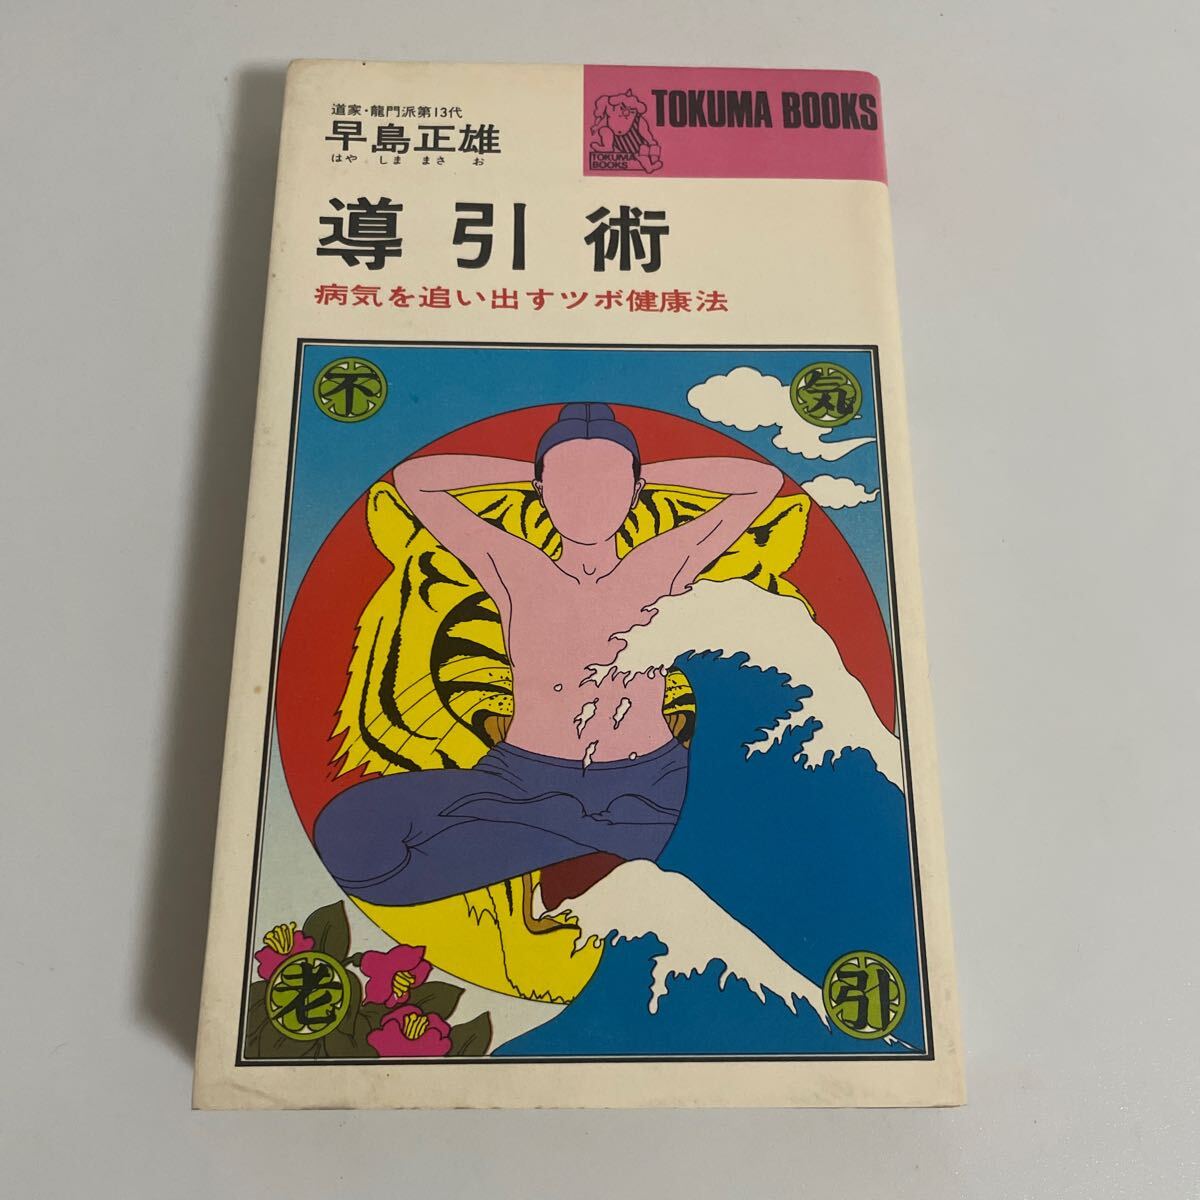 道家・龍門派第13代
早島正雄
はや しま まさ お
TOKUMA BOOKS
TOKUMA
BOOKS
導引術
病気を追い出すツボ健康法
不
気
老
引